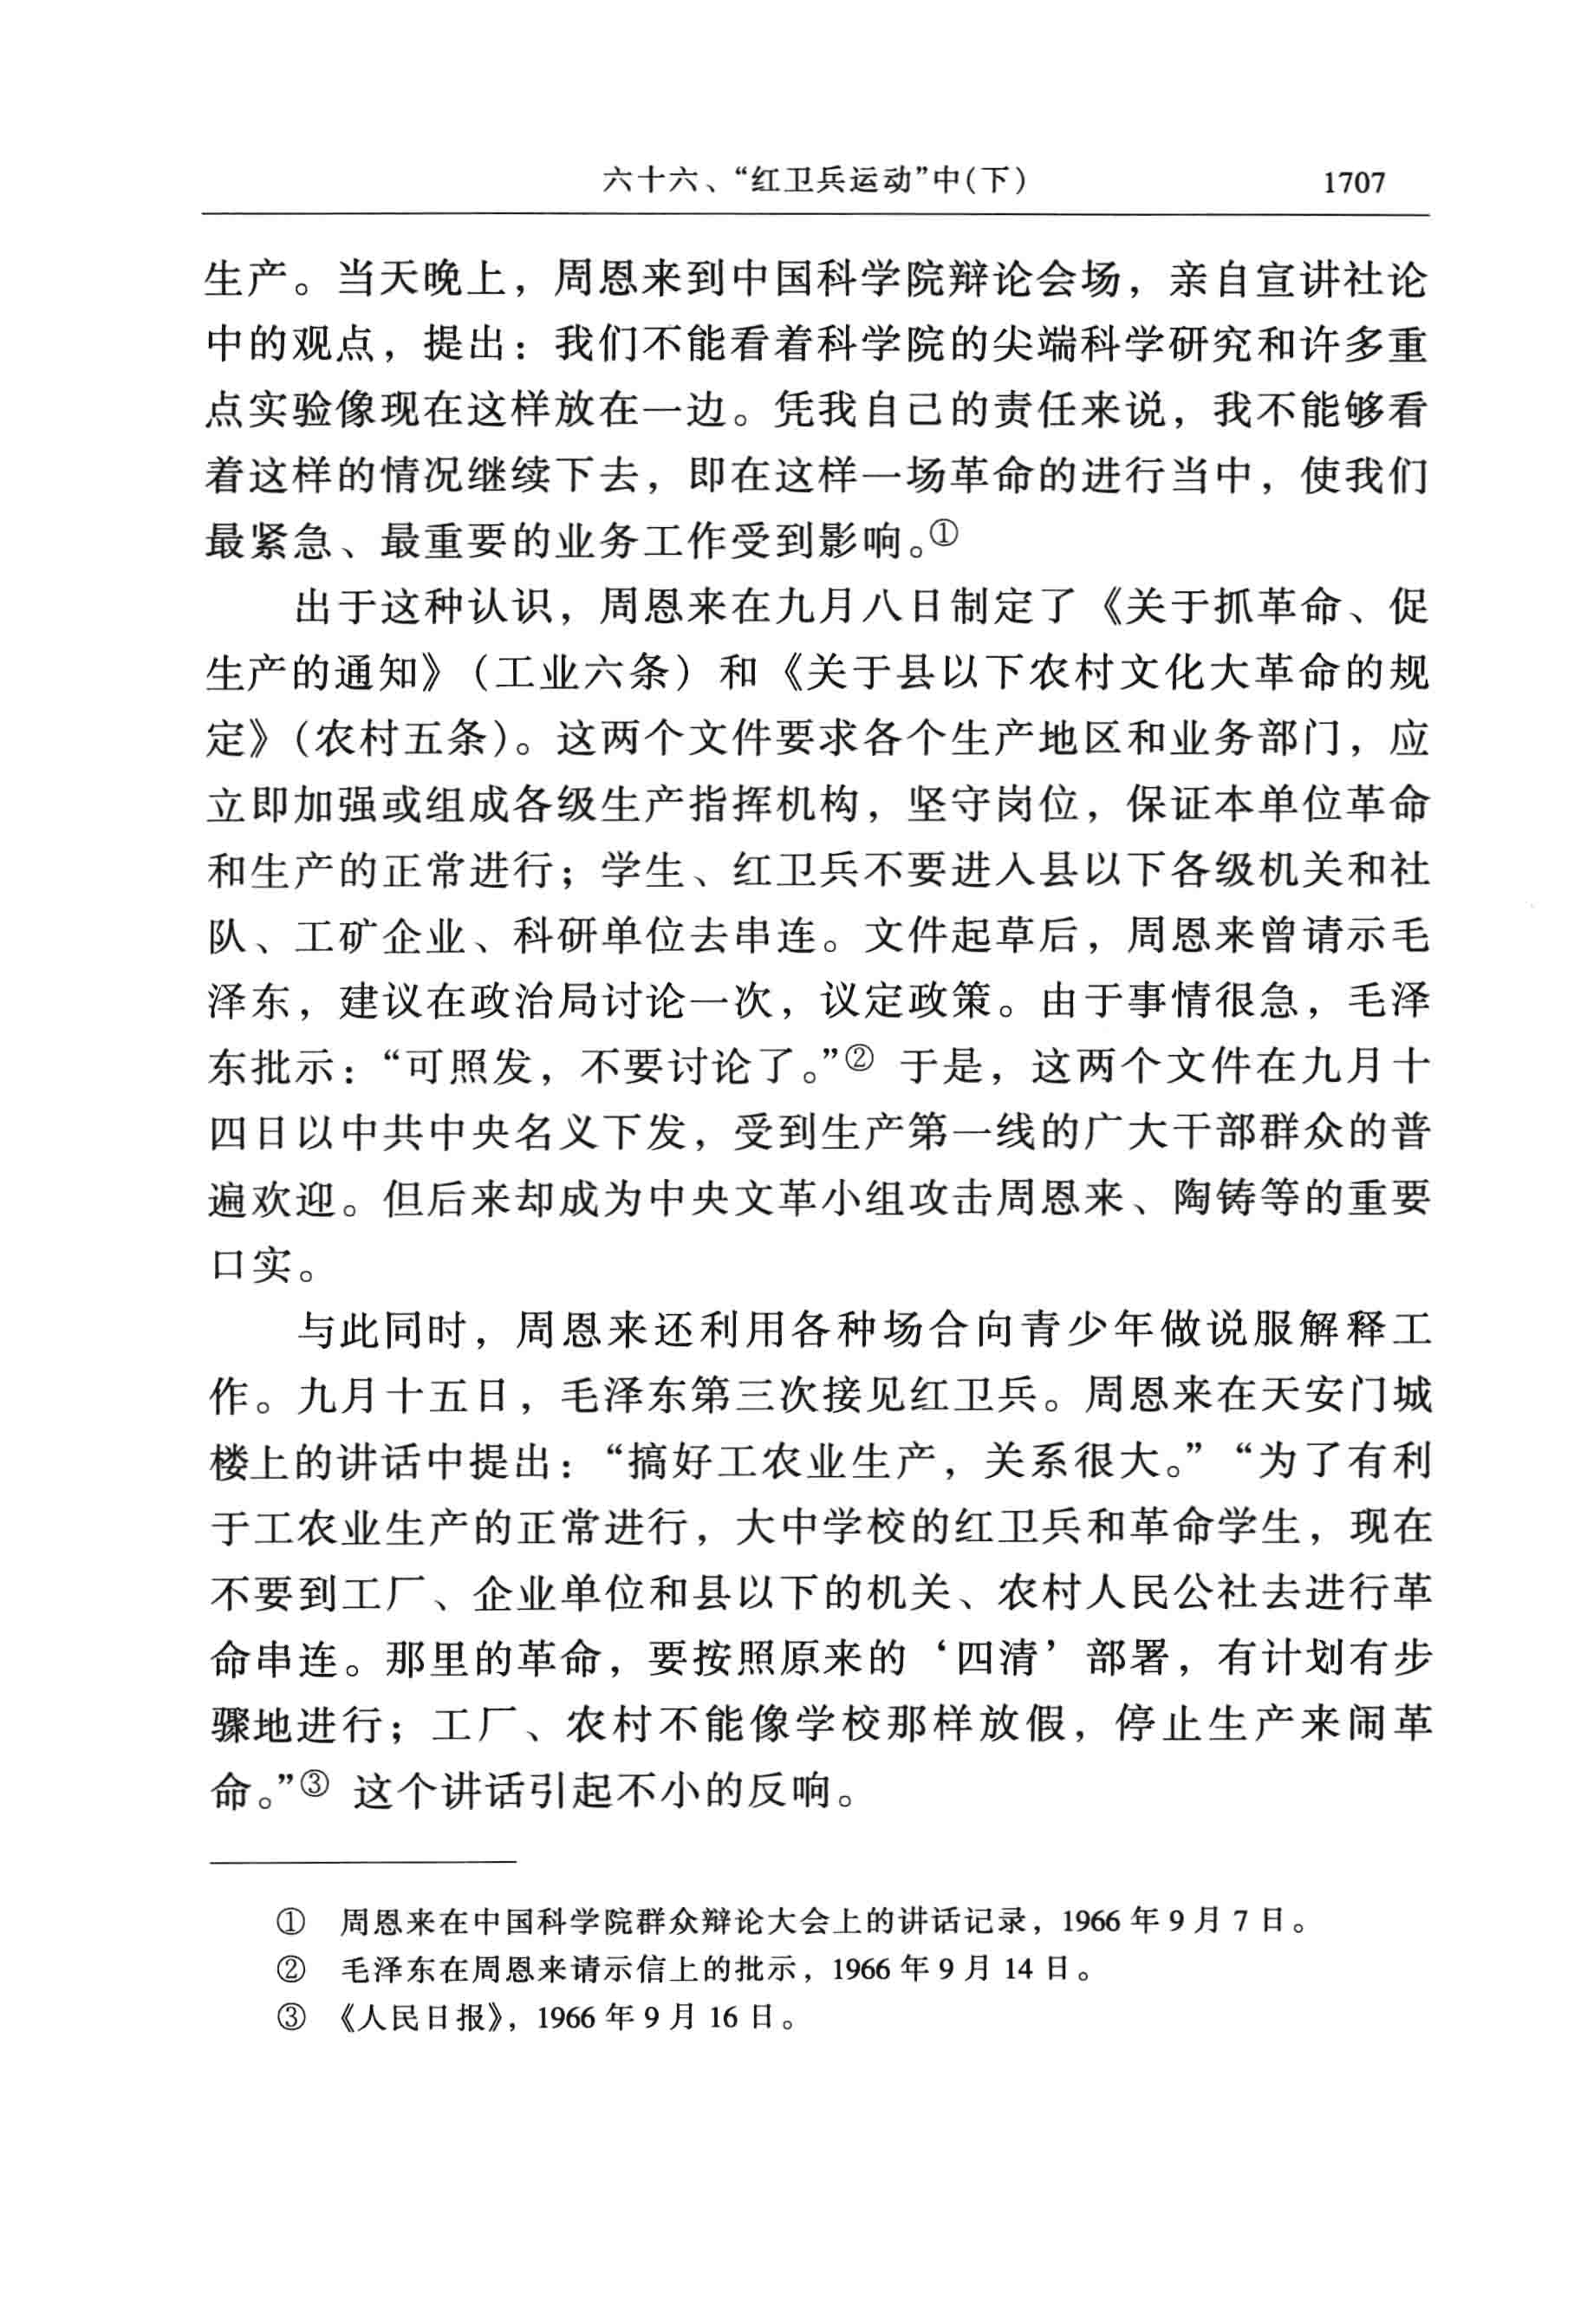 六十六、“红卫兵运动”中(下) 1707
生产。当天晚上，周恩来到中国科学院辩论会场，亲自宣讲社论
中的观点，提出：我们不能看着科学院的尖端科学研究和许多重
点实验像现在这样放在一边。凭我自己的责任来说，我不能够看
着这样的情况继续下去，即在这样一场革命的进行当中，使我们
最紧急、最重要的业务工作受到影响。①
出于这种认识，周恩来在九月八日制定了《关于抓革命、促
生产的通知》（工业六条）和《关于县以下农村文化大革命的规
定》（农村五条）。这两个文件要求各个生产地区和业务部门，应
立即加强或组成各级生产指挥机构，坚守岗位，保证本单位革命
和生产的正常进行；学生、红卫兵不要进入县以下各级机关和社
队、工矿企业、科研单位去串连。文件起草后，周恩来曾请示毛
泽东，建议在政治局讨论一次，议定政策。由于事情很急，毛泽
东批示：“可照发，不要讨论了。”② 于是，这两个文件在九月十
四日以中共中央名义下发，受到生产第一线的广大干部群众的普
遍欢迎。但后来却成为中央文革小组攻击周恩来、陶铸等的重要
口实。
与此同时，周恩来还利用各种场合向青少年做说服解释工
作。九月十五日，毛泽东第三次接见红卫兵。周恩来在天安门城
楼上的讲话中提出：“搞好工农业生产，关系很大。”“为了有利
于工农业生产的正常进行，大中学校的红卫兵和革命学生，现在
不要到工厂、企业单位和县以下的机关、农村人民公社去进行革
命串连。那里的革命，要按照原来的‘四清’部署，有计划有步
骤地进行；工厂、农村不能像学校那样放假，停止生产来闹革
命。”③ 这个讲话引起不小的反响。
① 周恩来在中国科学院群众辩论大会上的讲话记录，1966 年 9 月 7 日。
② 毛泽东在周恩来请示信上的批示，1966 年 9 月 14 日。
③ 《人民日报》，1966 年 9 月 16 日。